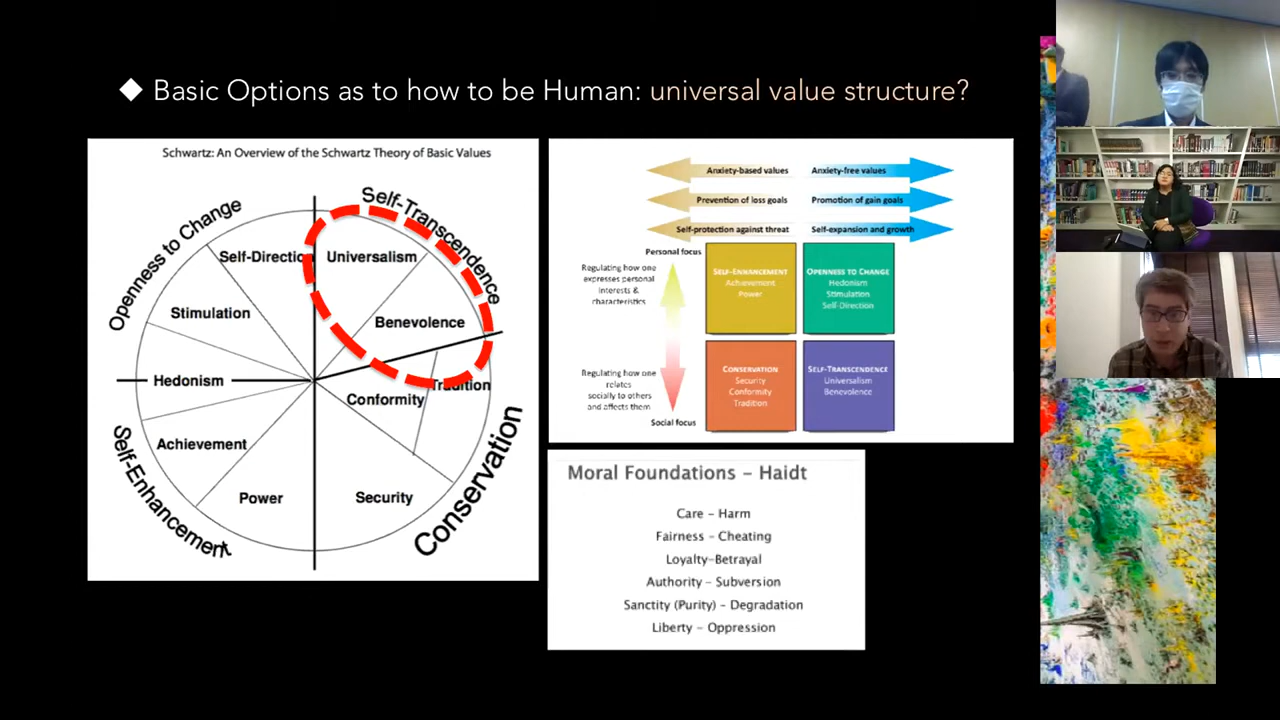 Basic Options as to how to be Human: universal value structure?
Schwartz: An Overview of the Schwartz Theory of Basic Values
Openness to Change
Self-Transcendence
Self-Direction
Universalism
Stimulation
Benevolence
Hedonism
Tradition
Conformity
Achievement
Self-Enhancement
Power
Security
Conservation
Anxiety-based values
Anxiety-free values
Prevention of loss goals
Promotion of gain goals
Self-protection against threat
Self-expansion and growth
Personal focus
Regulating how one
expresses personal
interests &
characteristics
SELF-ENHANCEMENT
Achievement
Power
OPENNESS TO CHANGE
Hedonism
Stimulation
Self-Direction
Regulating how one
relates
socially to others
and affects them
CONSERVATION
Security
Conformity
Tradition
SELF-TRANSCENDENCE
Universalism
Benevolence
Social focus
Moral Foundations – Haidt
Care – Harm
Fairness – Cheating
Loyalty–Betrayal
Authority – Subversion
Sanctity (Purity) – Degradation
Liberty – Oppression